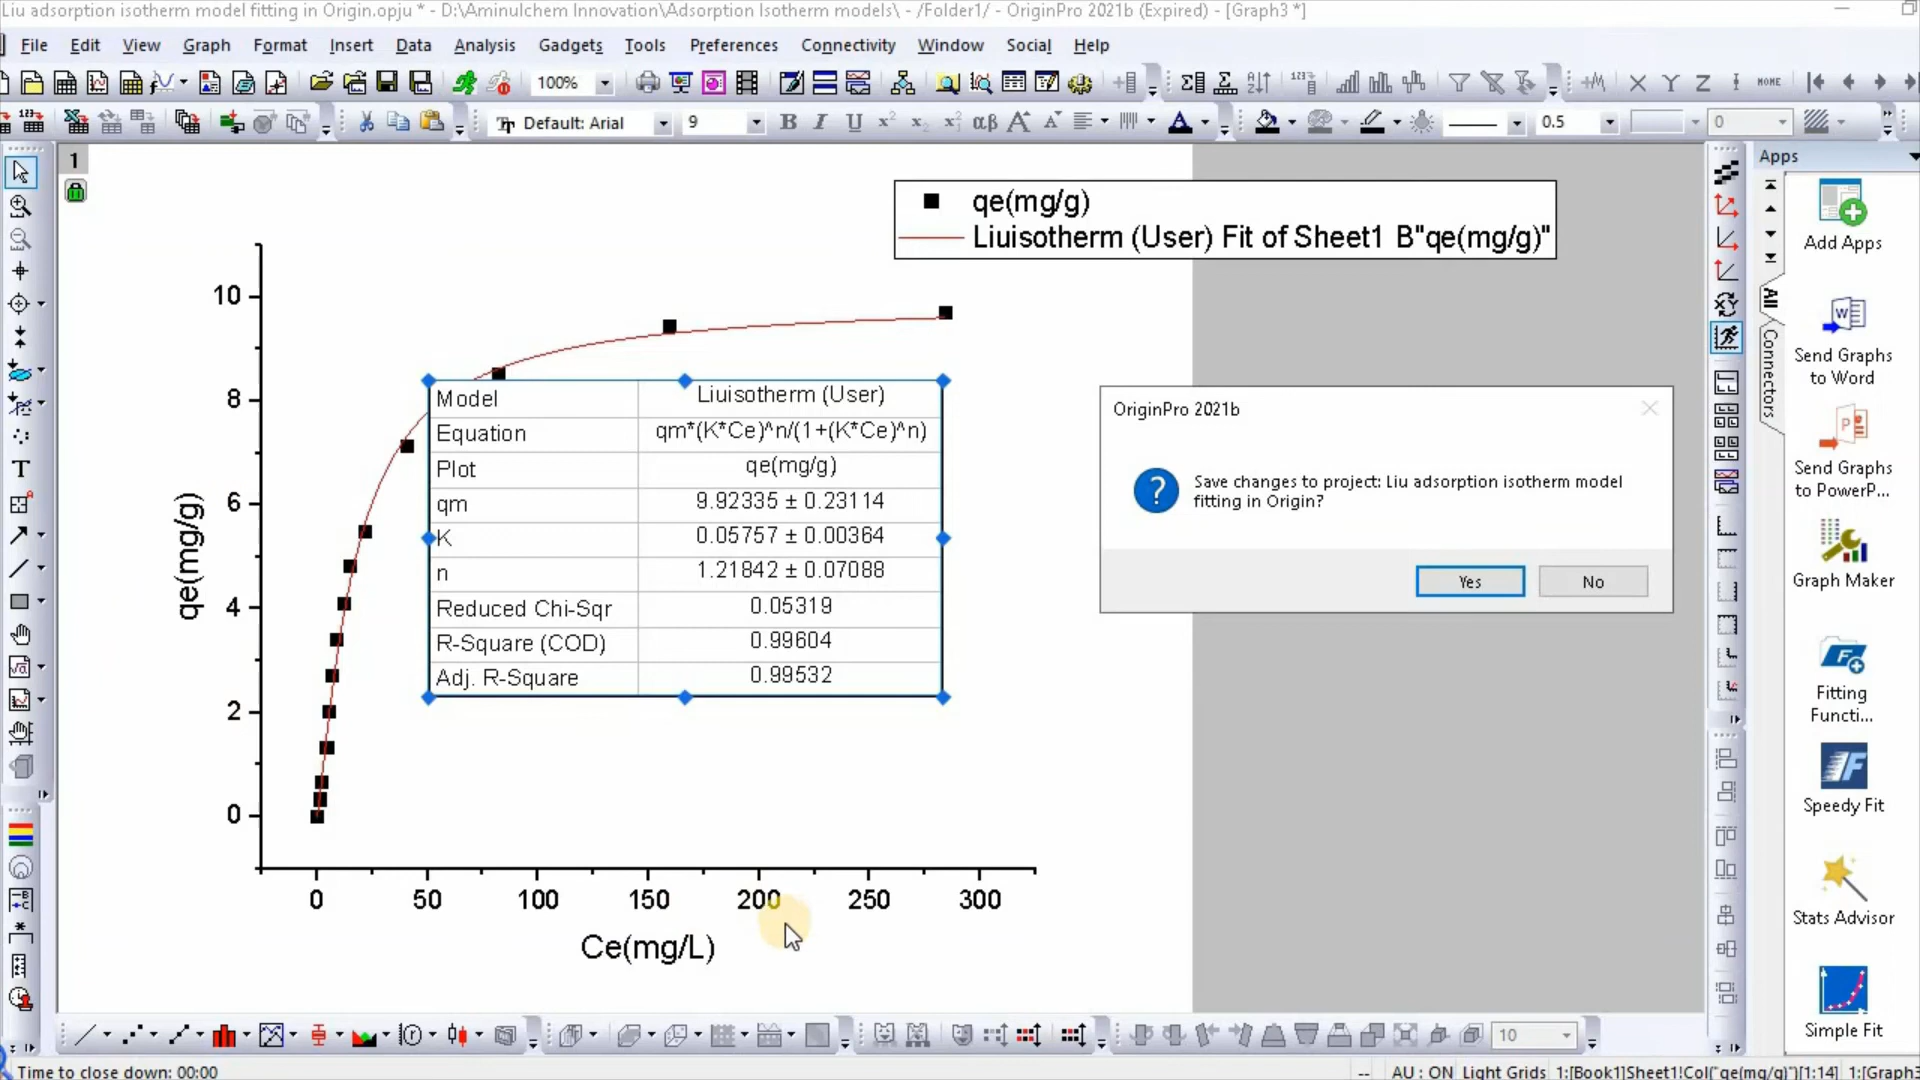 Liu adsorption isotherm model fitting in Origin.opju * - D:\Aminulchem Innovation\Adsorption Isotherm models\ - /Folder1/ - OriginPro 2021b (Expired) - [Graph3 *]
File Edit View Graph Format Insert Data Analysis Gadgets Tools Preferences Connectivity Window Social Help
100%
HOME
Default: Arial 9 B I U αβ A A 0.5 0
1
Apps
qe(mg/g)
Liuisotherm (User) Fit of Sheet1 B"qe(mg/g)"
10
8
6
4
2
0
qe(mg/g)
0 50 100 150 200 250 300
Ce(mg/L)
Model Liuisotherm (User)
Equation qm*(K*Ce)^n/(1+(K*Ce)^n)
Plot qe(mg/g)
qm 9.92335 ± 0.23114
K 0.05757 ± 0.00364
n 1.21842 ± 0.07088
Reduced Chi-Sqr 0.05319
R-Square (COD) 0.99604
Adj. R-Square 0.99532
OriginPro 2021b
Save changes to project: Liu adsorption isotherm model
fitting in Origin?
Yes No
All
Connectors
Add Apps
Send Graphs
to Word
Send Graphs
to PowerP...
Graph Maker
Fitting
Functi...
Speedy Fit
Stats Advisor
Simple Fit
10
Time to close down: 00:00
-- AU : ON Light Grids 1:[Book1]Sheet1!Col("qe(mg/g)")[1:14] 1:[Graph3